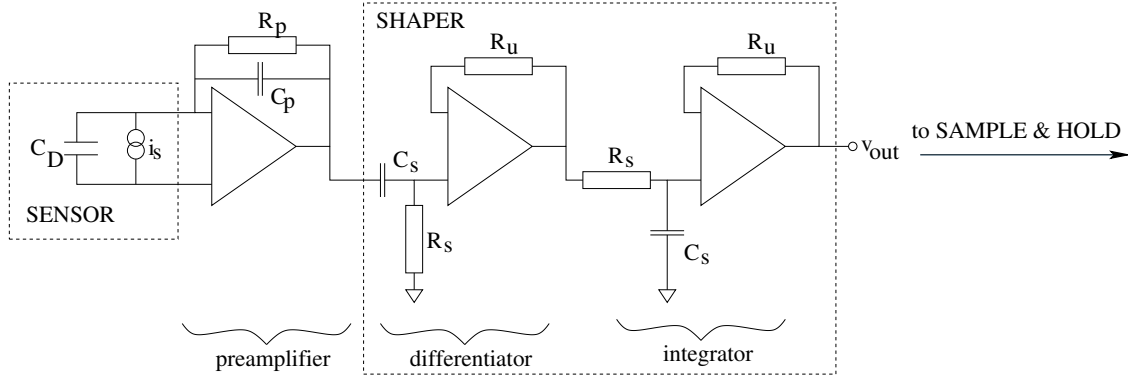 SHAPER
R_p
C_p
R_u
R_u
C_D
i_s
SENSOR
C_s
R_s
R_s
C_s
v_out
to SAMPLE & HOLD
preamplifier
differentiator
integrator